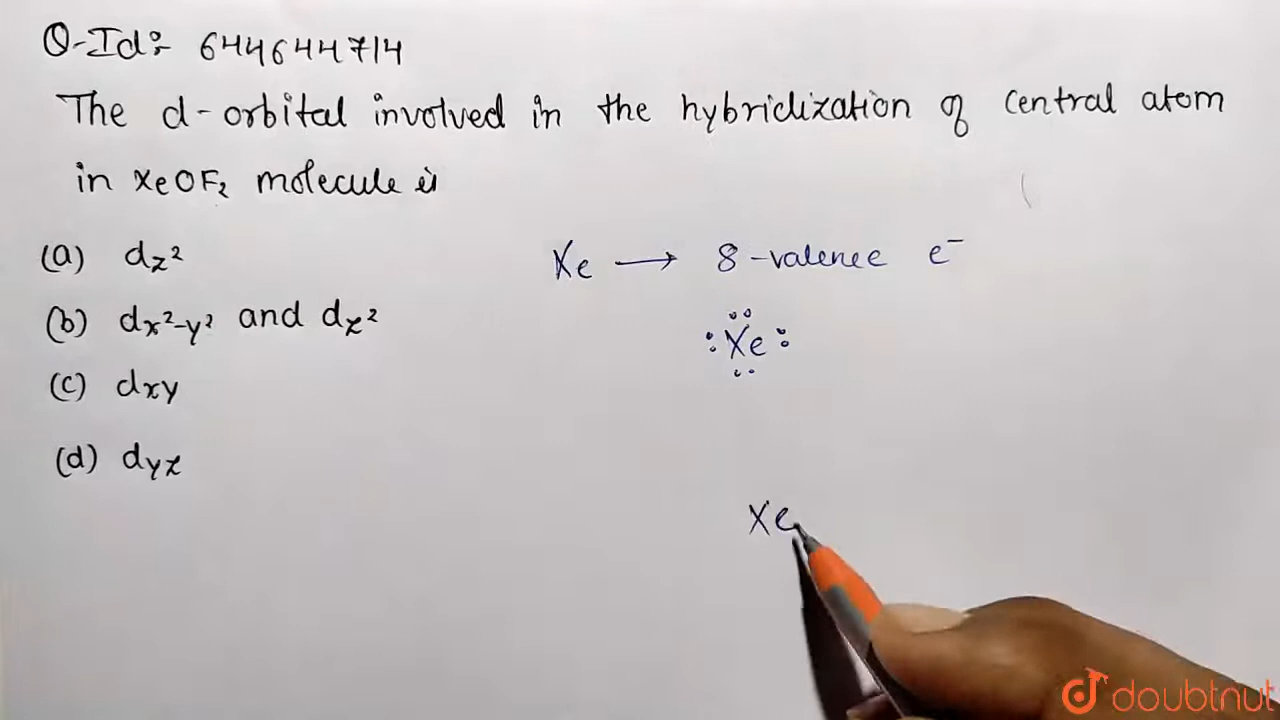 Q-Id:- 644644714
The d-orbital involved in the hybridization of central atom
in XeOF₂ molecule is
(a) dz²
(b) dx²-y² and dz²
(c) dxy
(d) dyz
Xe → 8-valence e⁻
Xe
Xe
doubtnut